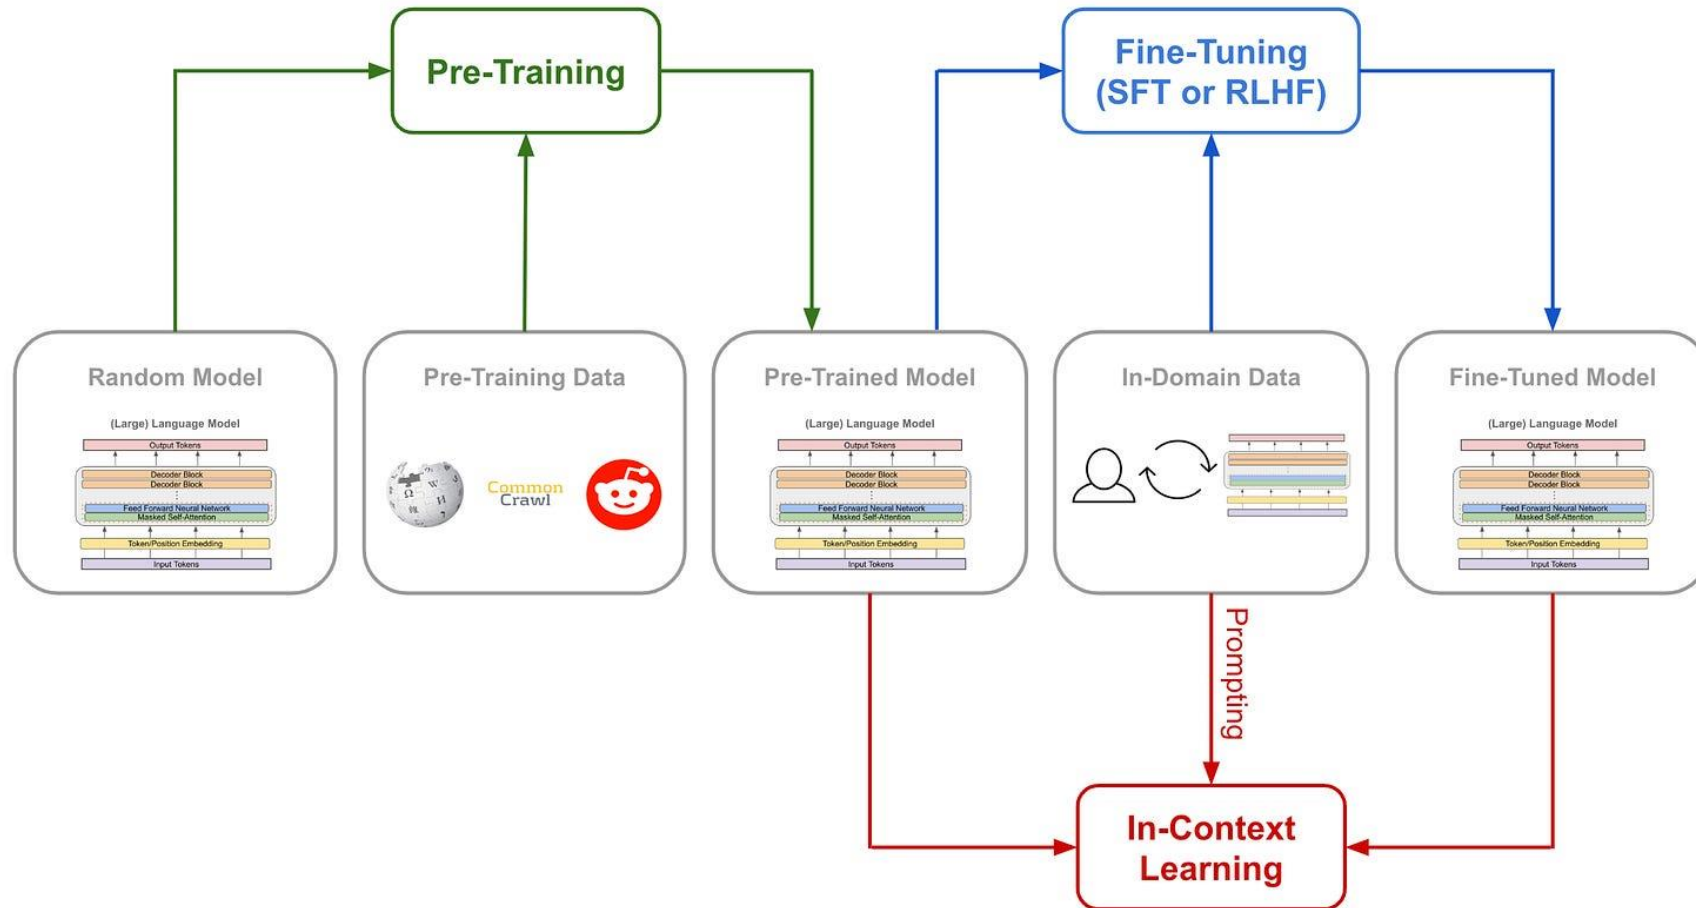 Pre-Training
Fine-Tuning
(SFT or RLHF)
Random Model
(Large) Language Model
Output Tokens
Decoder Block
Decoder Block
Feed Forward Neural Network
Masked Self-Attention
Token/Position Embedding
Input Tokens
Pre-Training Data
Ω
W
И
Common
Crawl
Pre-Trained Model
(Large) Language Model
Output Tokens
Decoder Block
Decoder Block
Feed Forward Neural Network
Masked Self-Attention
Token/Position Embedding
Input Tokens
In-Domain Data
Fine-Tuned Model
(Large) Language Model
Output Tokens
Decoder Block
Decoder Block
Feed Forward Neural Network
Masked Self-Attention
Token/Position Embedding
Input Tokens
Prompting
In-Context
Learning